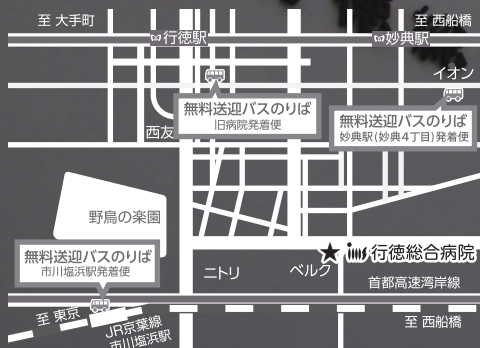 至 大手町
至 西船橋
行徳駅
妙典駅
イオン
無料送迎バスのりば
旧病院発着便
無料送迎バスのりば
妙典駅(妙典4丁目)発着便
西友
野鳥の楽園
無料送迎バスのりば
市川塩浜駅発着便
ims 行徳総合病院
ニトリ
ベルク
首都高速湾岸線
至 東京
至 西船橋
JR京葉線
市川塩浜駅